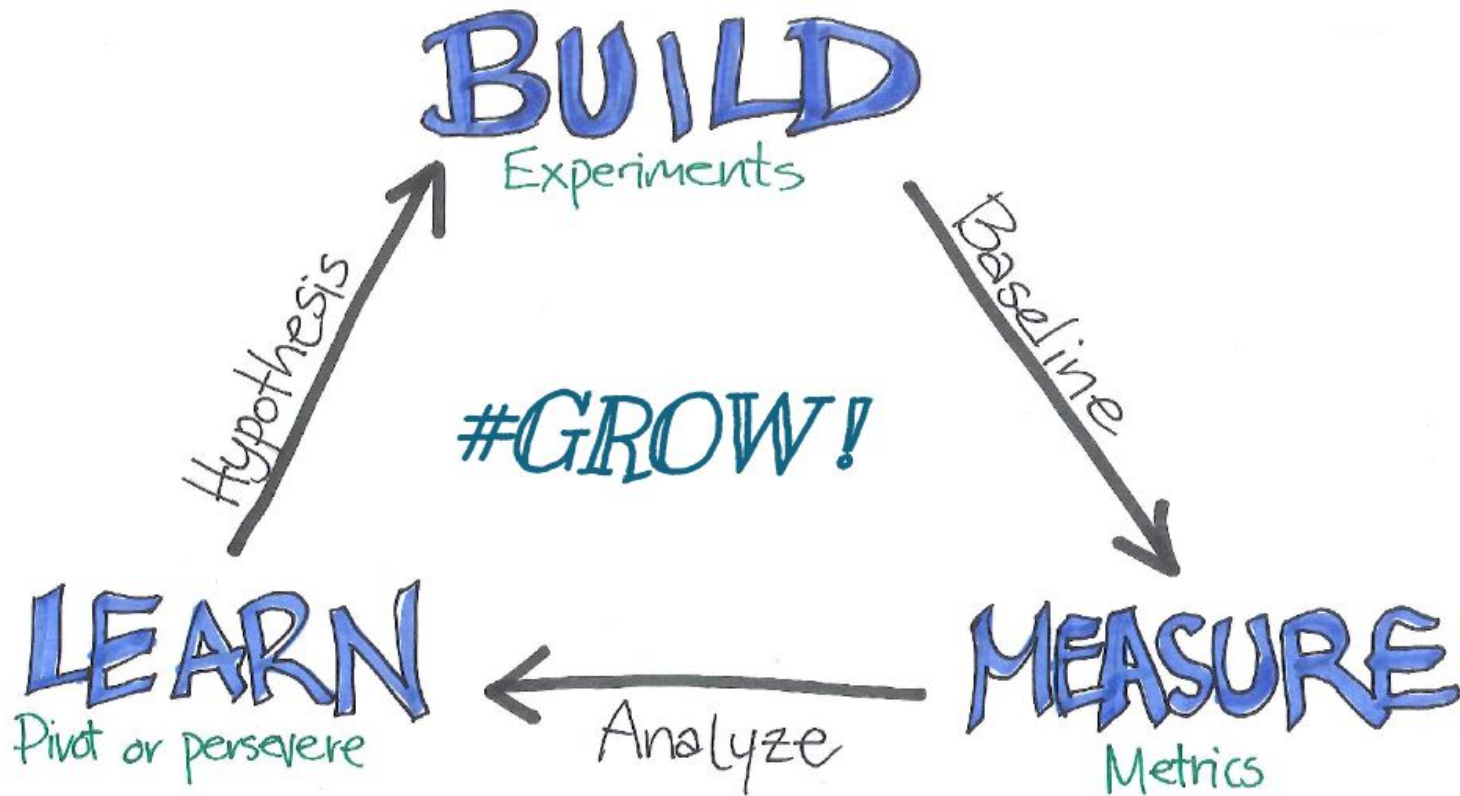 BUILD
Experiments
Baseline
Hypothesis
#GROW!
LEARN
Pivot or persevere
Analyze
MEASURE
Metrics